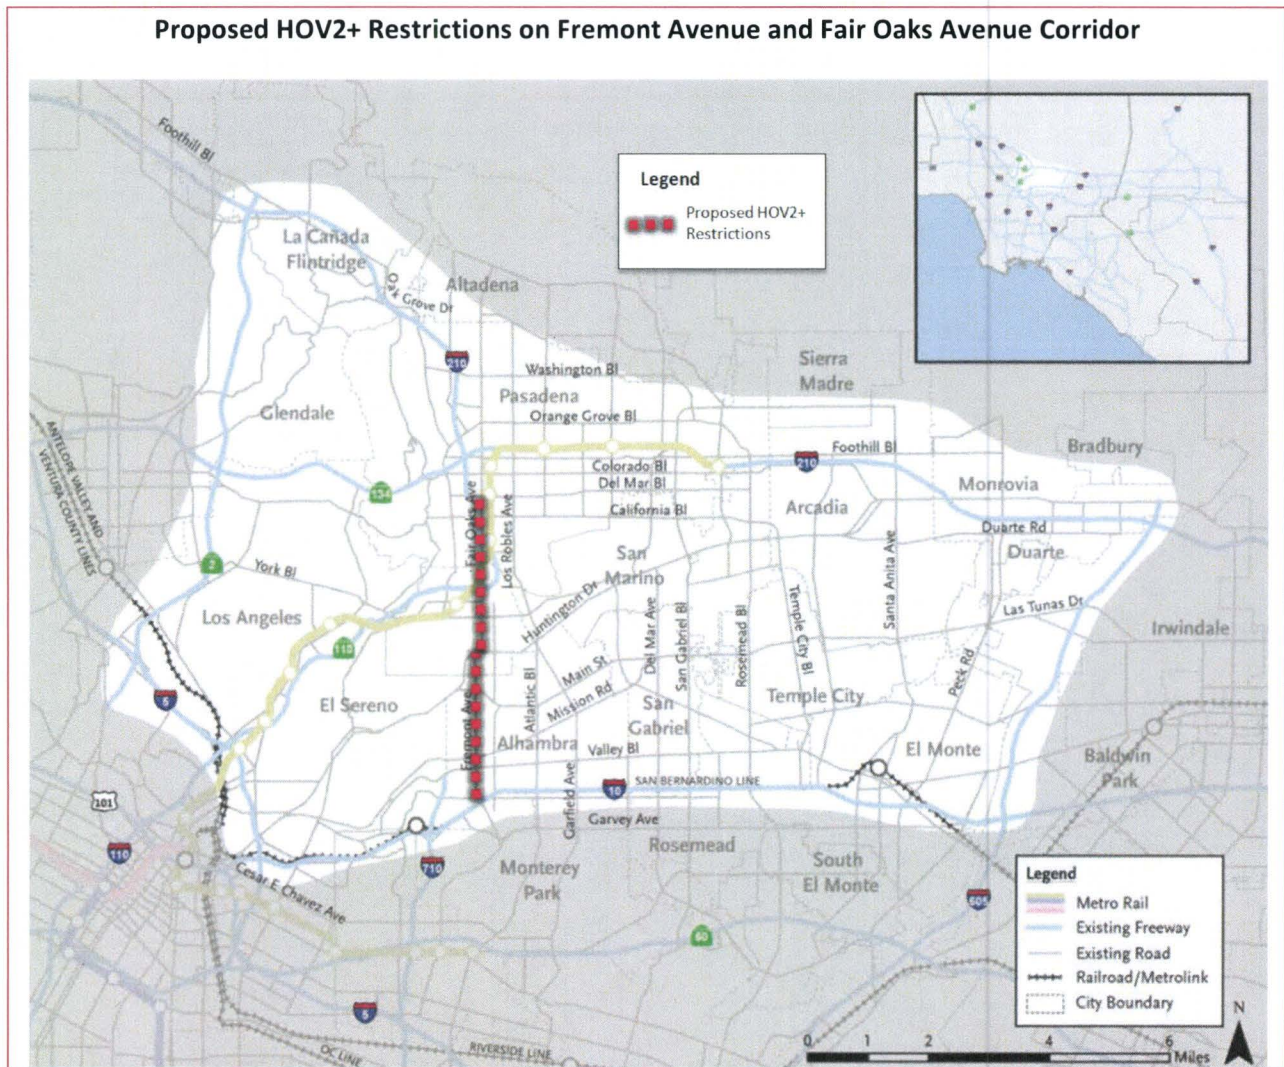 Proposed HOV2+ Restrictions on Fremont Avenue and Fair Oaks Avenue Corridor
Foothill Bl
Legend
Proposed HOV2+
Restrictions
La Cañada
Flintridge
Oak Grove Dr
Altadena
210
Washington Bl
Sierra
Madre
Pasadena
Glendale
Orange Grove Bl
ANTELOPE VALLEY AND
VENTURA COUNTY LINES
Foothill Bl
210
Bradbury
Colorado Bl
Del Mar Bl
134
Monrovia
Fair Oaks Ave
Los Robles Ave
California Bl
Arcadia
Duarte Rd
Duarte
San
Marino
Santa Anita Ave
2
York Bl
Los Angeles
Huntington Dr
Del Mar Ave
San Gabriel Bl
Rosemead Bl
Temple City Bl
Las Tunas Dr
Irwindale
110
Main St
Peck Rd
5
El Sereno
Atlantic Bl
Mission Rd
San
Gabriel
Temple City
Fremont Ave
Alhambra
Valley Bl
El Monte
Baldwin
Park
101
Garfield Ave
10
SAN BERNARDINO LINE
Garvey Ave
110
710
Rosemead
Cesar E Chavez Ave
Monterey
Park
South
El Monte
605
60
Legend
Metro Rail
Existing Freeway
Existing Road
Railroad/Metrolink
City Boundary
5
N
OC LINE
RIVERSIDE LINE
0 1 2 4 6
Miles